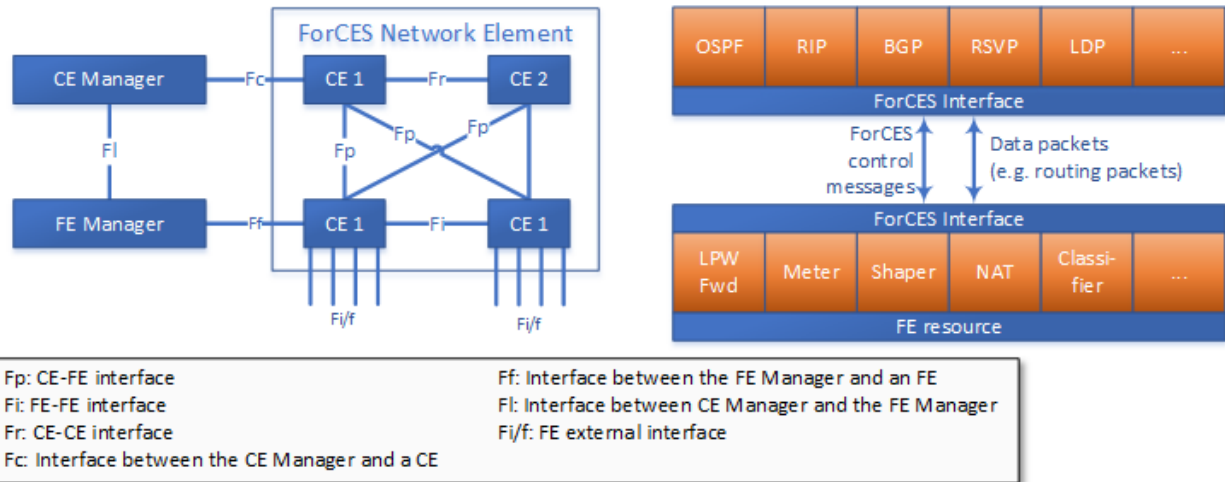 ForCES Network Element
CE Manager
Fc
CE 1
Fr
CE 2
Fl
Fp
Fp
Fp
FE Manager
Ff
CE 1
Fi
CE 1
Fi/f
Fi/f
OSPF
RIP
BGP
RSVP
LDP
...
ForCES Interface
ForCES
control
messages
Data packets
(e.g. routing packets)
ForCES Interface
LPW
Fwd
Meter
Shaper
NAT
Classi-
fier
...
FE resource
Fp: CE-FE interface
Fi: FE-FE interface
Fr: CE-CE interface
Fc: Interface between the CE Manager and a CE
Ff: Interface between the FE Manager and an FE
Fl: Interface between CE Manager and the FE Manager
Fi/f: FE external interface